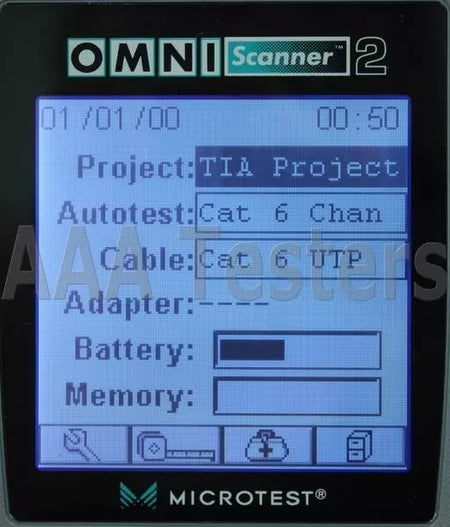 OMNI Scanner™ 2
01/01/00 00:50
Project: TIA Project
Autotest: Cat 6 Chan
Cable: Cat 6 UTP
AAA Testers
Adapter: ----
Battery:
Memory:
MICROTEST®